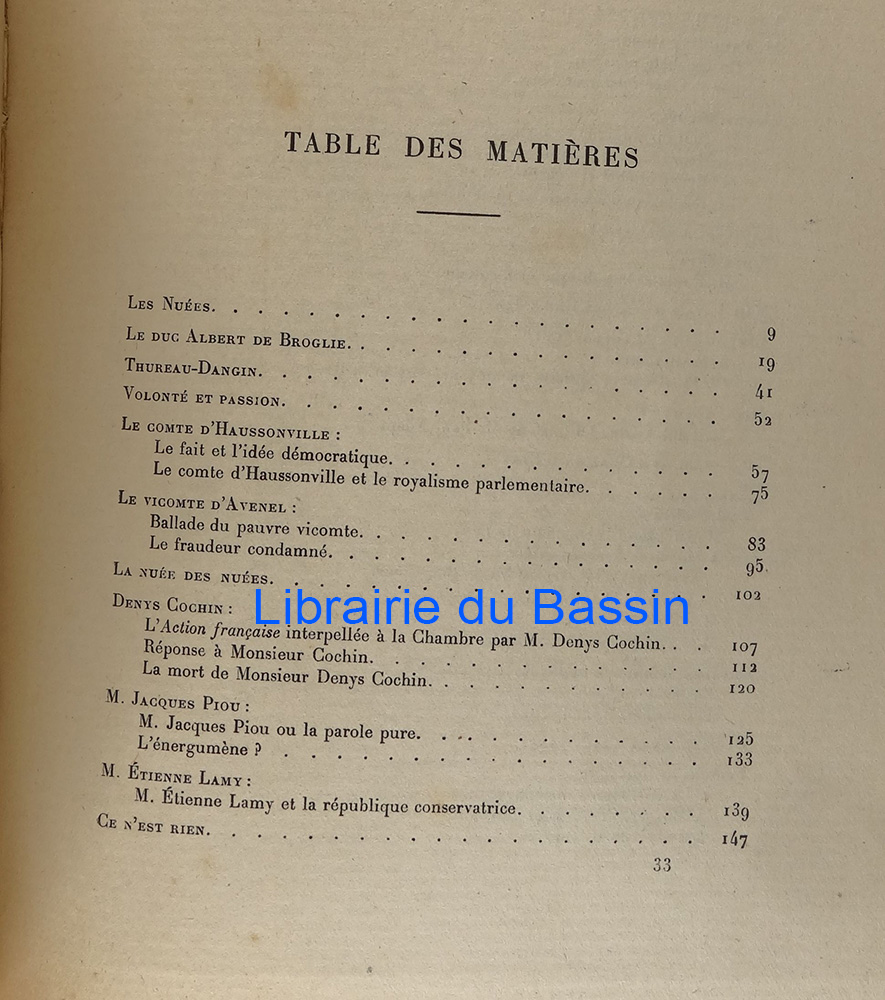 TABLE DES MATIÈRES
LES NUÉES. . . . . . . . . . . . . . . . . . . . . 9
LE DUC ALBERT DE BROGLIE. . . . . . . . . . . . . . . . 19
THUREAU-DANGIN. . . . . . . . . . . . . . . . . . . 41
VOLONTÉ ET PASSION. . . . . . . . . . . . . . . . . . 52
LE COMTE D'HAUSSONVILLE :
Le fait et l'idée démocratique. . . . . . . . . . . . . . 57
Le comte d'Haussonville et le royalisme parlementaire. . . . . . 75
LE VICOMTE D'AVENEL :
Ballade du pauvre vicomte. . . . . . . . . . . . . . . 83
Le fraudeur condamné. . . . . . . . . . . . . . . . . 95.
LA NUÉE DES NUÉES. . . . . . . . . . . . . . . . . . 102
Librairie du Bassin
DENYS COCHIN :
L'Action française interpellée à la Chambre par M. Denys Cochin. . . 107
Réponse à Monsieur Cochin. . . . . . . . . . . . . . . 112
La mort de Monsieur Denys Cochin. . . . . . . . . . . . 120
M. JACQUES PIOU :
M. Jacques Piou ou la parole pure. . . . . . . . . . . . . 125
L'énergumène ? . . . . . . . . . . . . . . . . . . 133
M. ÉTIENNE LAMY :
M. Étienne Lamy et la république conservatrice. . . . . . . . 139
CE N'EST RIEN. . . . . . . . . . . . . . . . . . . . 147
33